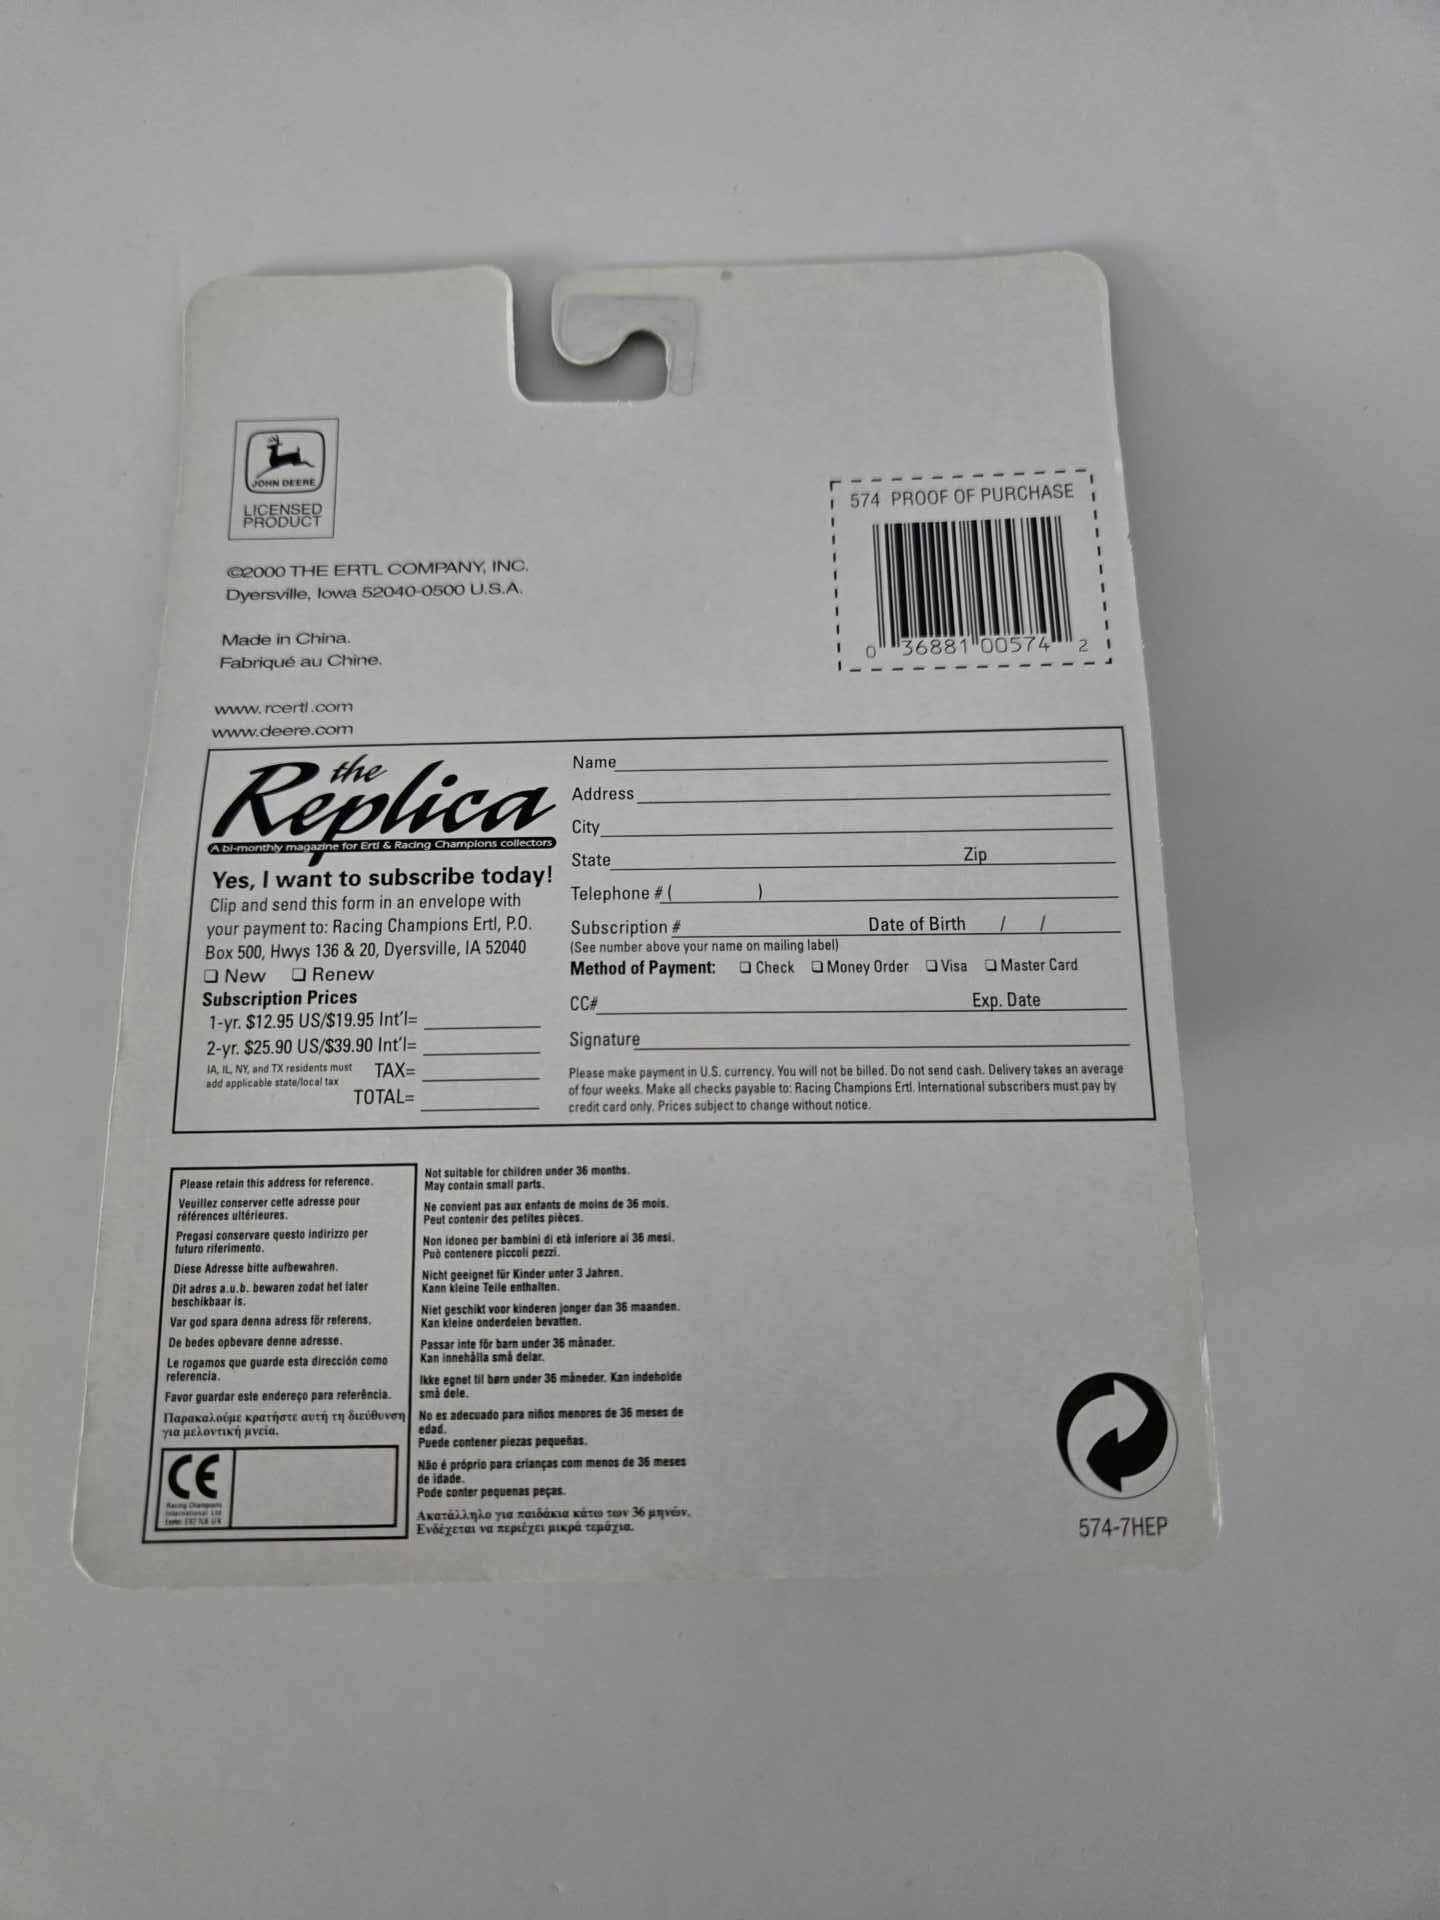 JOHN DEERE
LICENSED
PRODUCT
©2000 THE ERTL COMPANY, INC.
Dyersville, Iowa 52040-0500 U.S.A.
Made in China.
Fabriqué au Chine.
www.rcertl.com
www.deere.com
574 PROOF OF PURCHASE
0 36881 00574 2
the
Replica
A bi-monthly magazine for Ertl & Racing Champions collectors
Yes, I want to subscribe today!
Clip and send this form in an envelope with
your payment to: Racing Champions Ertl, P.O.
Box 500, Hwys 136 & 20, Dyersville, IA 52040
❏ New ❏ Renew
Subscription Prices
1-yr. $12.95 US/$19.95 Int'l=
2-yr. $25.90 US/$39.90 Int'l=
IA, IL, NY, and TX residents must
add applicable state/local tax
TAX=
TOTAL=
Name
Address
City
State Zip
Telephone # ( )
Subscription # Date of Birth / /
(See number above your name on mailing label)
Method of Payment: ❏ Check ❏ Money Order ❏ Visa ❏ Master Card
CC# Exp. Date
Signature
Please make payment in U.S. currency. You will not be billed. Do not send cash. Delivery takes an average
of four weeks. Make all checks payable to: Racing Champions Ertl. International subscribers must pay by
credit card only. Prices subject to change without notice.
Please retain this address for reference.
Veuillez conserver cette adresse pour
références ultérieures.
Pregasi conservare questo indirizzo per
futuro riferimento.
Diese Adresse bitte aufbewahren.
Dit adres a.u.b. bewaren zodat het later
beschikbaar is.
Var god spara denna adress för referens.
De bedes opbevare denne adresse.
Le rogamos que guarde esta dirección como
referencia.
Favor guardar este endereço para referência.
Παρακαλούμε κρατήστε αυτή τη διεύθυνση
για μελοντική μνεία.
CE
Racing Champions
International Ltd
Not suitable for children under 36 months.
May contain small parts.
Ne convient pas aux enfants de moins de 36 mois.
Peut contenir des petites pièces.
Non idoneo per bambini di età inferiore ai 36 mesi.
Può contenere piccoli pezzi.
Nicht geeignet für Kinder unter 3 Jahren.
Kann kleine Teile enthalten.
Niet geschikt voor kinderen jonger dan 36 maanden.
Kan kleine onderdelen bevatten.
Passar inte för barn under 36 månader.
Kan innehålla små delar.
Ikke egnet til børn under 36 måneder. Kan indeholde
små dele.
No es adecuado para niños menores de 36 meses de
edad.
Puede contener piezas pequeñas.
Não é próprio para crianças com menos de 36 meses
de idade.
Pode conter pequenas peças.
Ακατάλληλο για παιδάκια κάτω των 36 μηνών.
Ενδέχεται να περιέχει μικρά τεμάχια.
574-7HEP